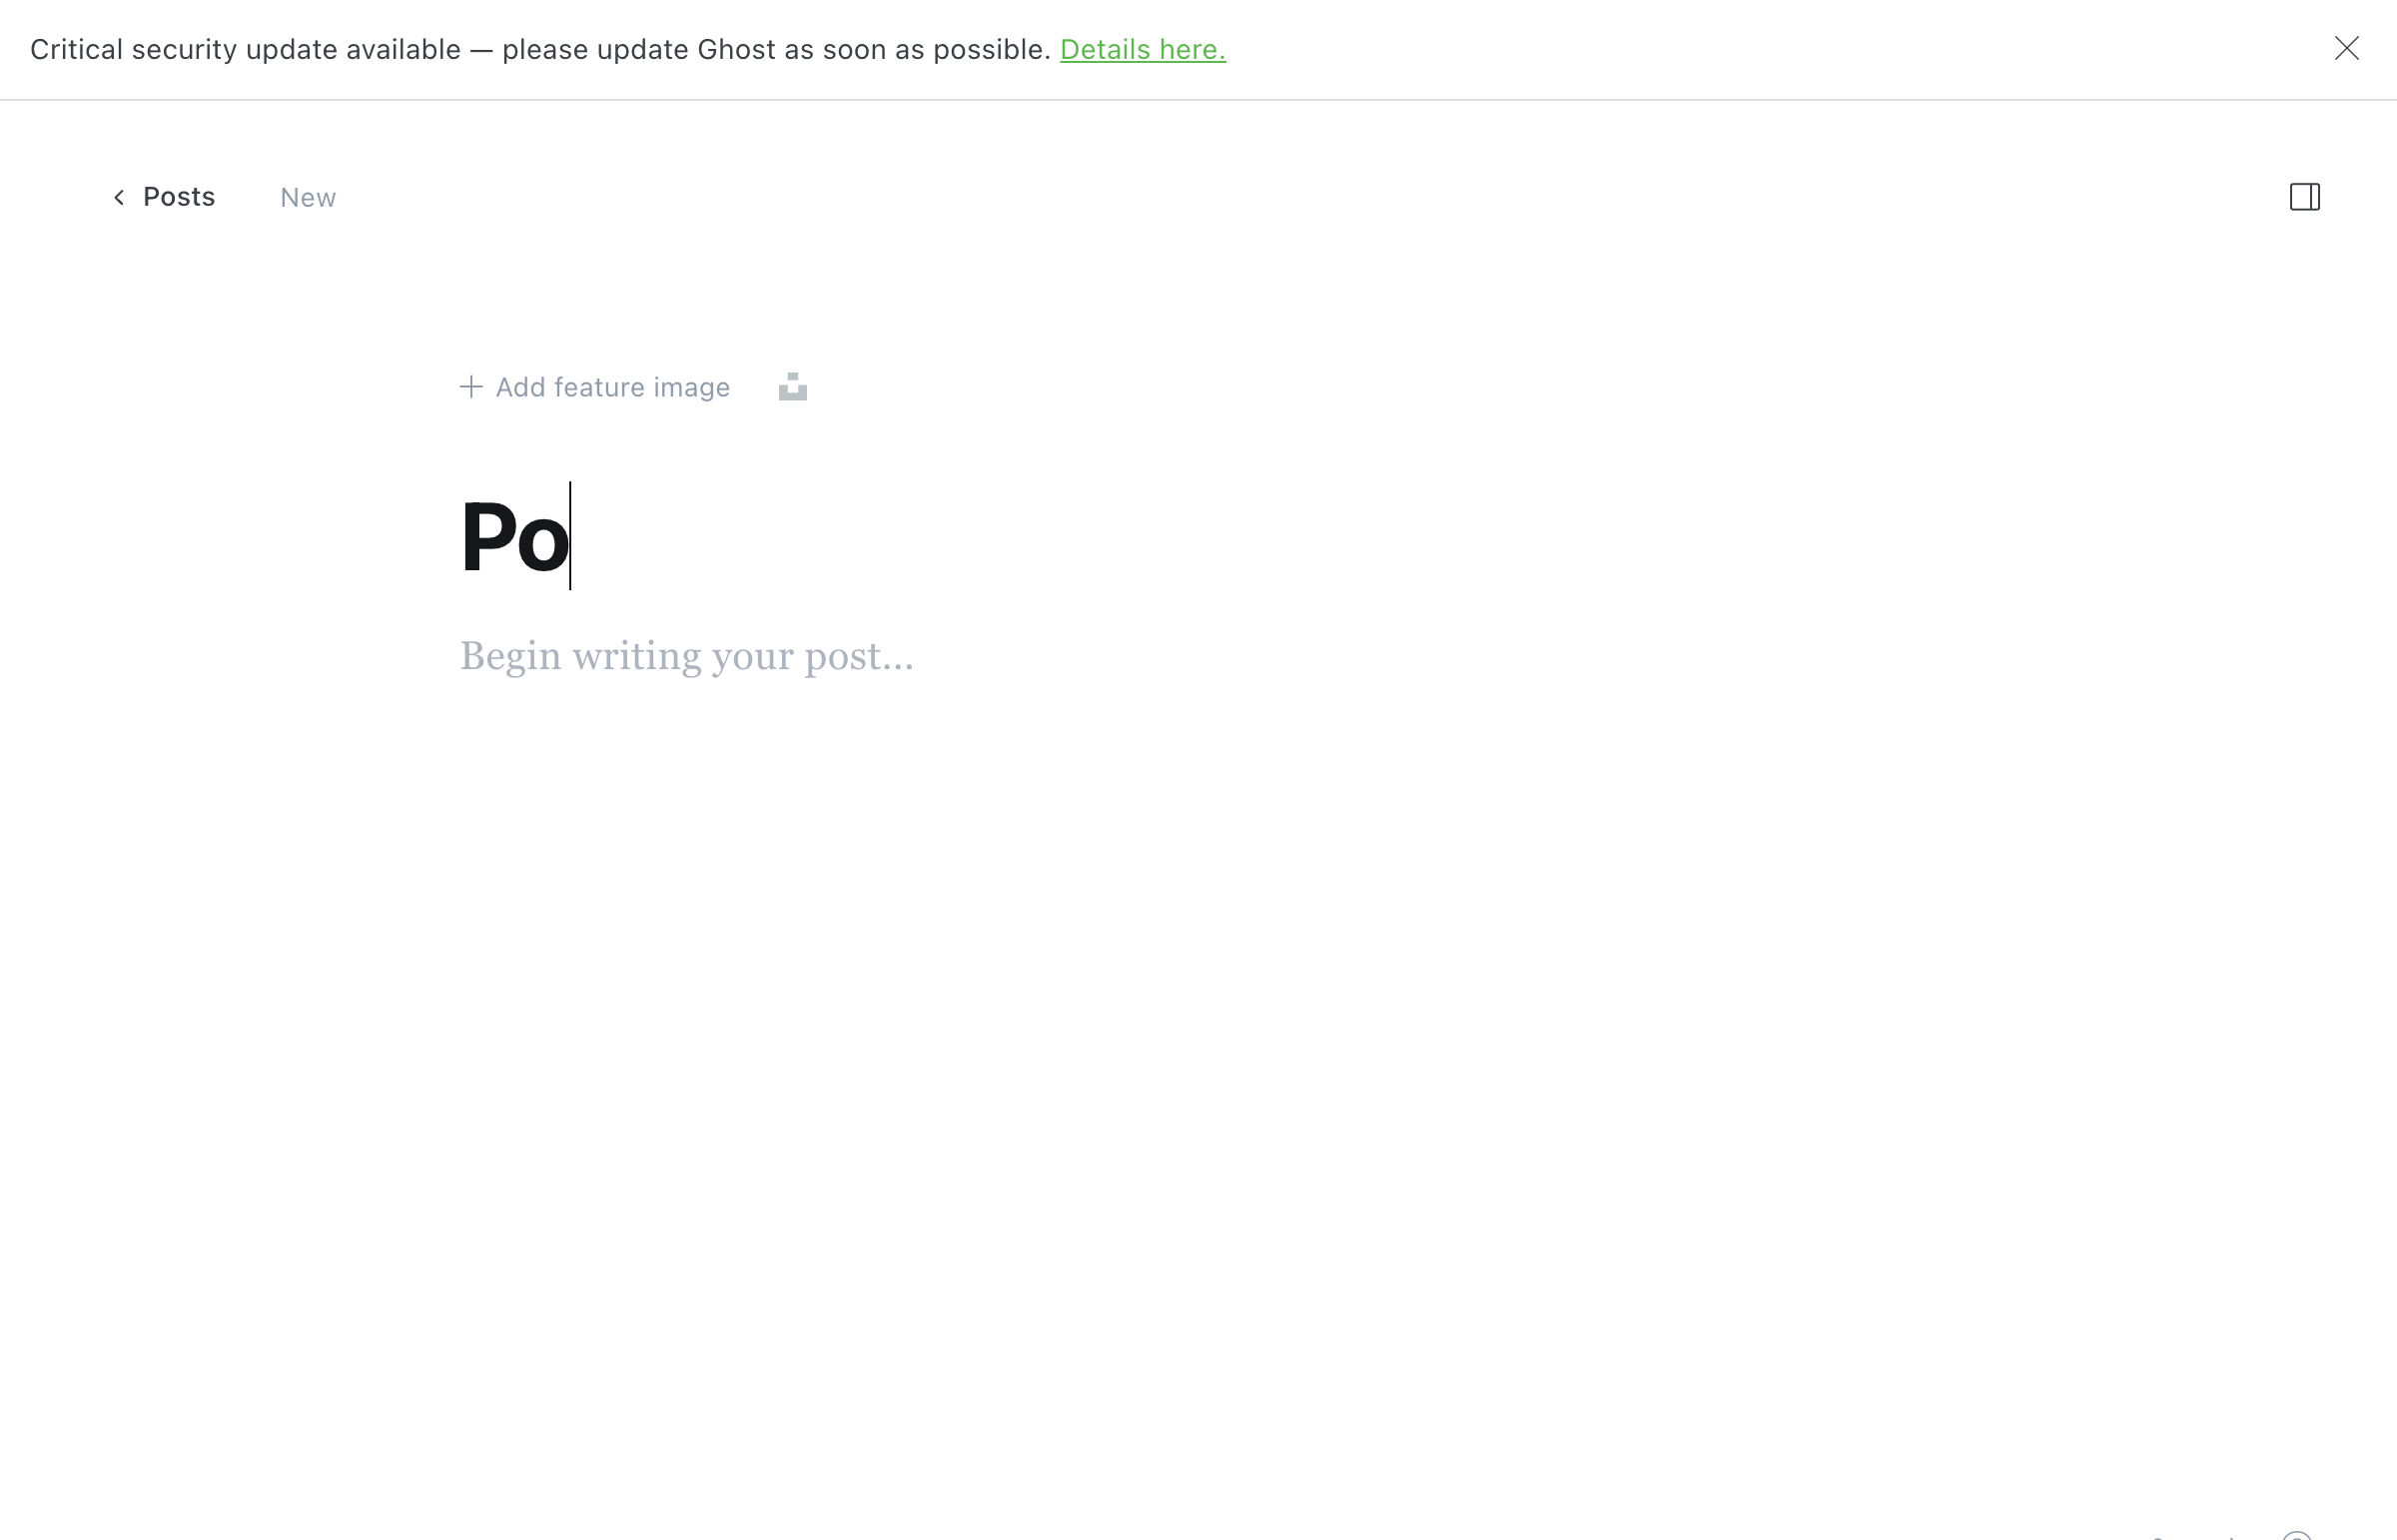 Critical security update available — please update Ghost as soon as possible. Details here.
Posts New
Add feature image
Po
Begin writing your post...